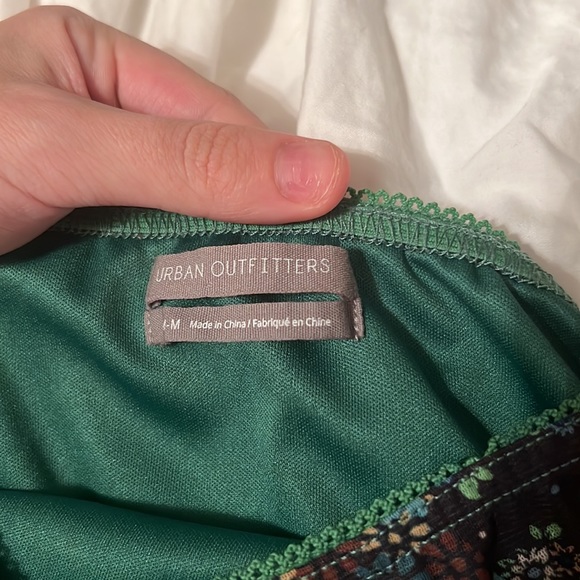 URBAN OUTFITTERS
-M Made in China / Fabriqué en Chine